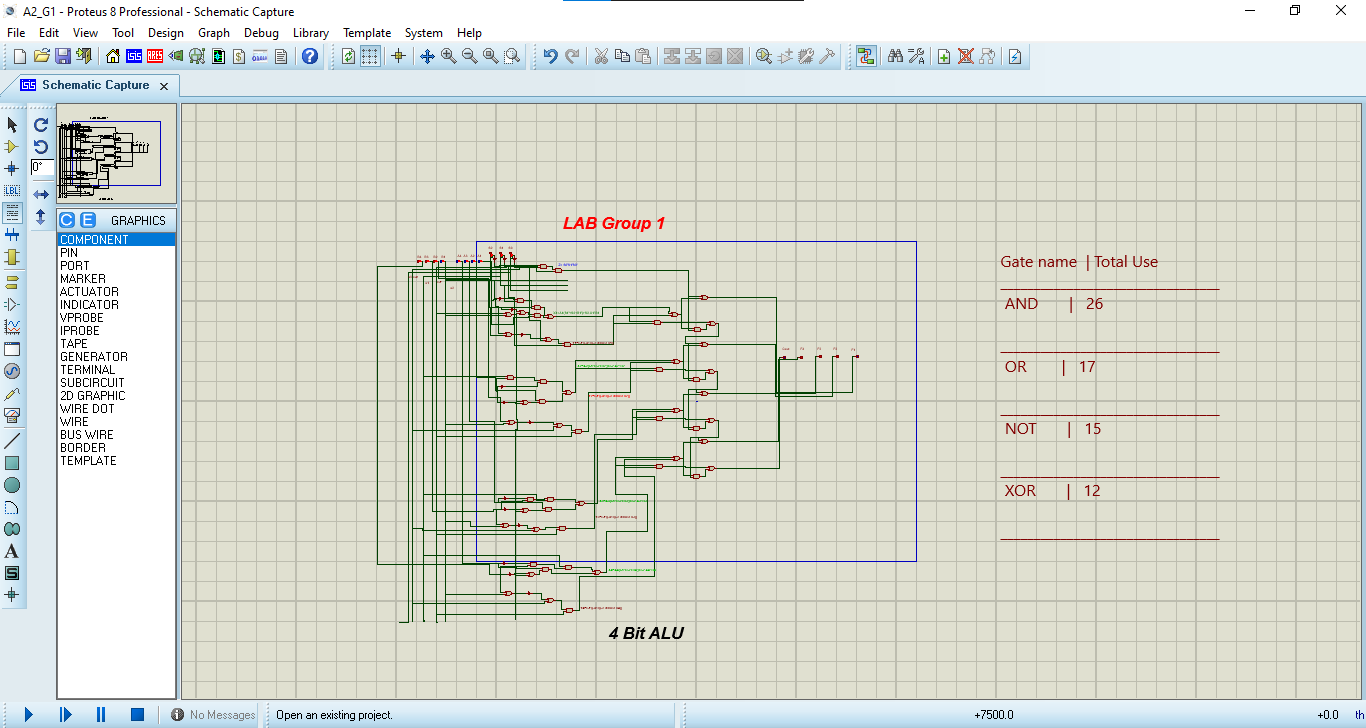 A2_G1 - Proteus 8 Professional - Schematic Capture
File Edit View Tool Design Graph Debug Library Template System Help
Schematic Capture
0°
LBL
C E GRAPHICS
COMPONENT
PIN
PORT
MARKER
ACTUATOR
INDICATOR
VPROBE
IPROBE
TAPE
GENERATOR
TERMINAL
SUBCIRCUIT
2D GRAPHIC
WIRE DOT
WIRE
BUS WIRE
BORDER
TEMPLATE
A
S
LAB Group 1
4 Bit ALU
Gate name | Total Use
AND | 26
OR | 17
NOT | 15
XOR | 12
No Messages
Open an existing project.
+7500.0
+0.0
th